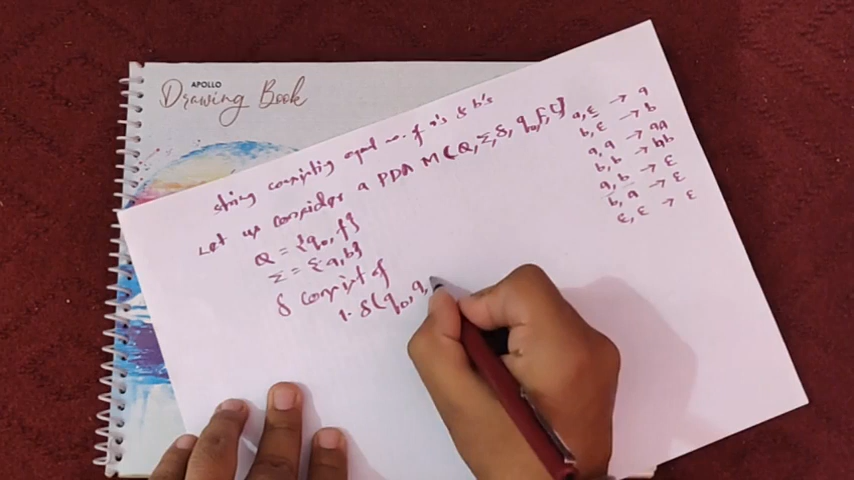 APOLLO
Drawing Book
string consisting equal no. of a's & b's
Let us consider a PDA M(Q, Σ, δ, q₀, f, ε)
Q = {q₀, f}
Σ = {a, b}
δ consist of
1. δ(q₀, a,
a, ε → a
b, ε → b
a, a → aa
b, b → bb
a, b → ε
b, a → ε
ε, ε → ε